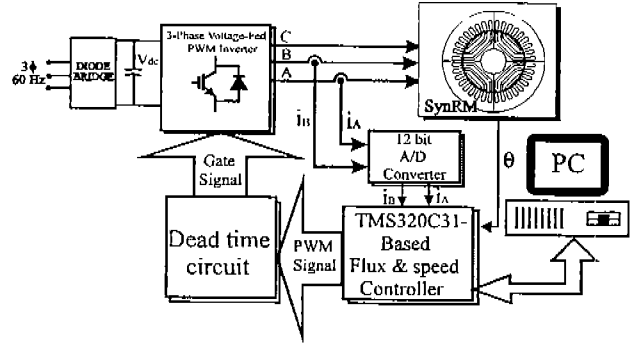 3ϕ
60 Hz
DIODE
BRIDGE
Vdc
3-Phase Voltage-Fed
PWM Inverter
C
B
A
SynRM
iB
iA
12 bit
A/D
Converter
θ
PC
iB
iA
Gate
Signal
Dead time
circuit
PWM
Signal
TMS320C31-
Based
Flux & speed
Controller